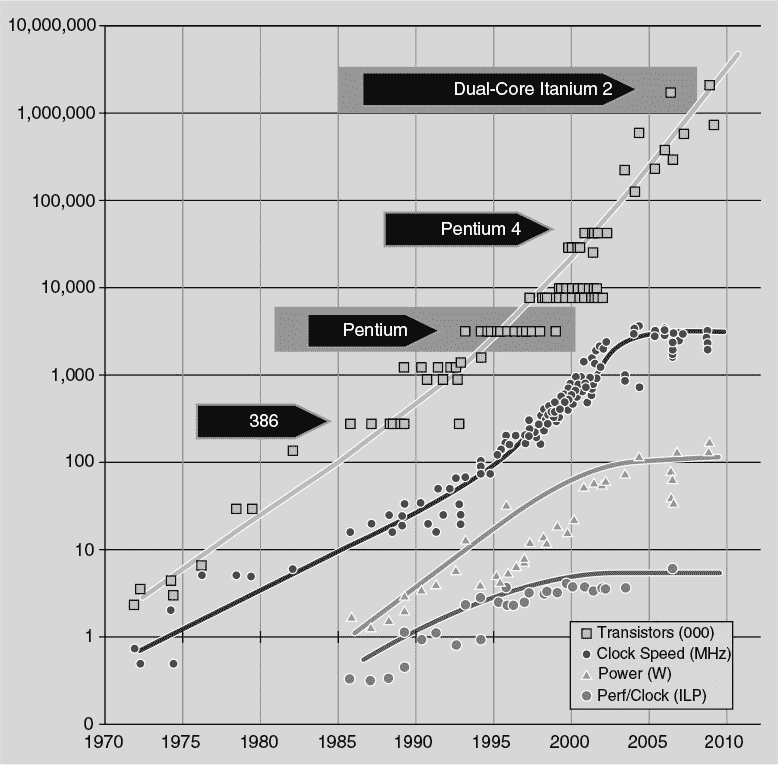 10,000,000
Dual-Core Itanium 2
1,000,000
100,000
Pentium 4
10,000
Pentium
1,000
386
100
10
1
Transistors (000)
Clock Speed (MHz)
Power (W)
Perf/Clock (ILP)
0
1970 1975 1980 1985 1990 1995 2000 2005 2010